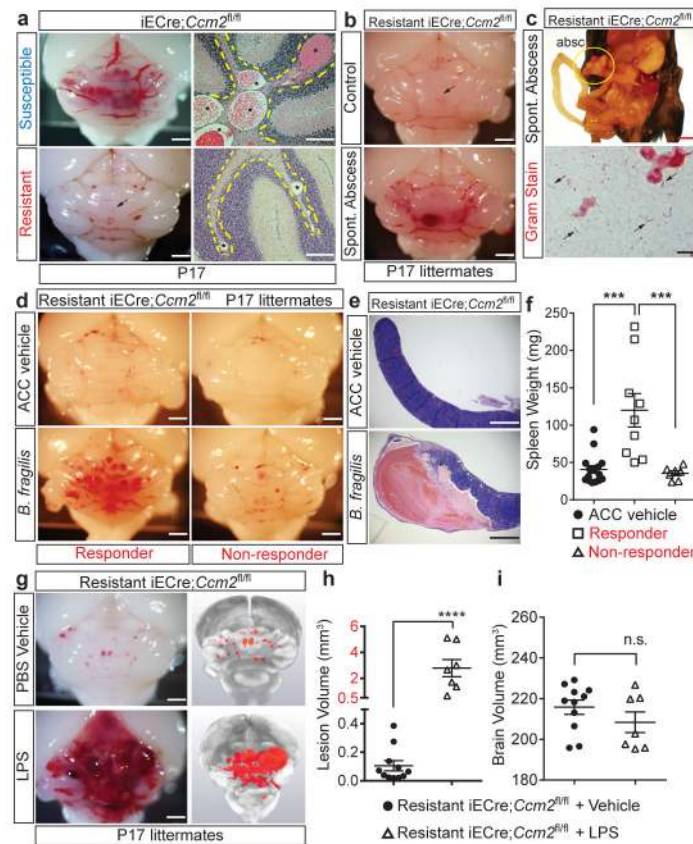 a
iECre;Ccm2fl/fl
Susceptible
Resistant
P17
b
Resistant iECre;Ccm2fl/fl
Control
Spont. Abscess
P17 littermates
c
Resistant iECre;Ccm2fl/fl
Spont. Abscess
absc
Gram Stain
d
Resistant iECre;Ccm2fl/fl P17 littermates
ACC vehicle
B. fragilis
Responder
Non-responder
e
Resistant iECre;Ccm2fl/fl
ACC vehicle
B. fragilis
f
Spleen Weight (mg)
250
200
150
100
50
0
***
***
ACC vehicle
Responder
Non-responder
g
Resistant iECre;Ccm2fl/fl
PBS Vehicle
LPS
P17 littermates
h
Lesion Volume (mm3)
6
4
2
0.5
0.4
0.2
0.0
****
i
Brain Volume (mm3)
240
220
200
180
n.s.
Resistant iECre;Ccm2fl/fl + Vehicle
Resistant iECre;Ccm2fl/fl + LPS